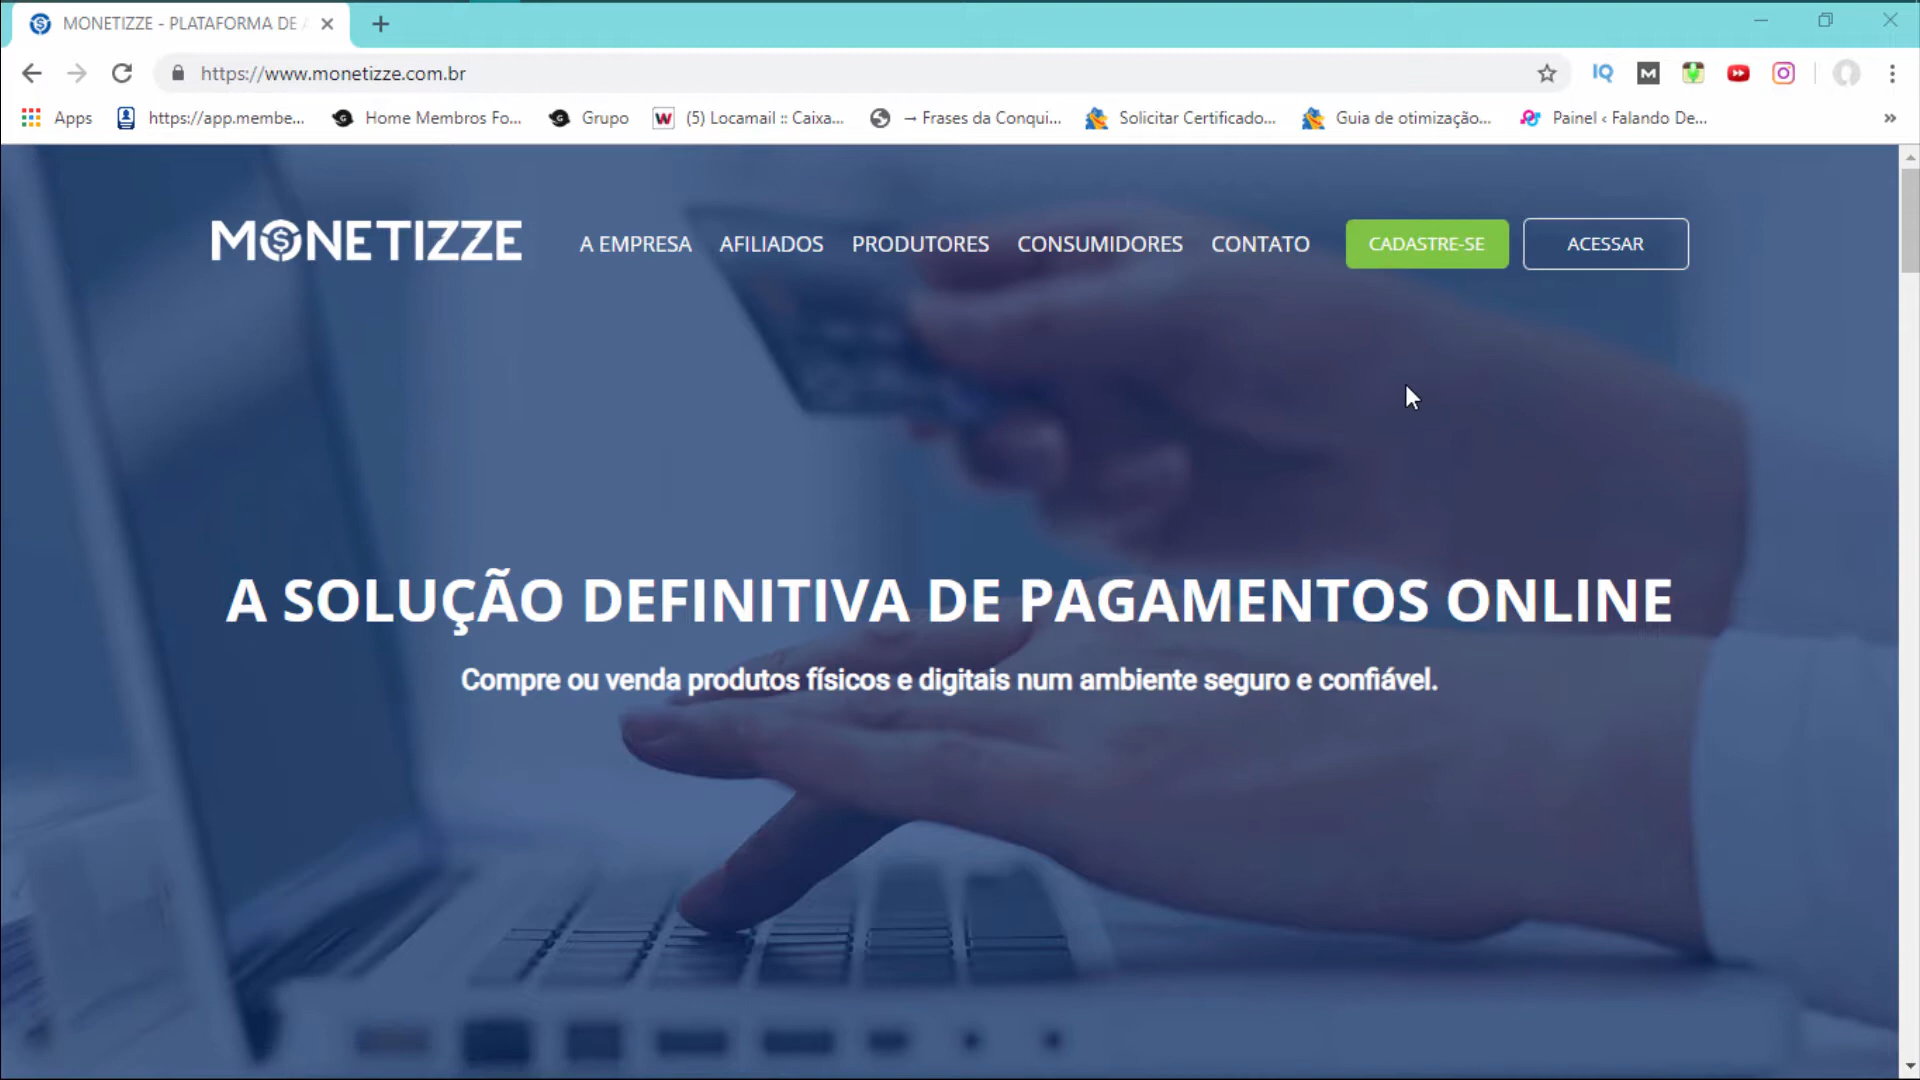 MONETIZZE - PLATAFORMA DE
https://www.monetizze.com.br
IQ
M
Apps
https://app.membe...
Home Membros Fo...
Grupo
W
(5) Locamail :: Caixa...
→ Frases da Conqui...
Solicitar Certificado...
Guia de otimização...
Painel ‹ Falando De...
»
MONETIZZE
A EMPRESA
AFILIADOS
PRODUTORES
CONSUMIDORES
CONTATO
CADASTRE-SE
ACESSAR
A SOLUÇÃO DEFINITIVA DE PAGAMENTOS ONLINE
Compre ou venda produtos físicos e digitais num ambiente seguro e confiável.